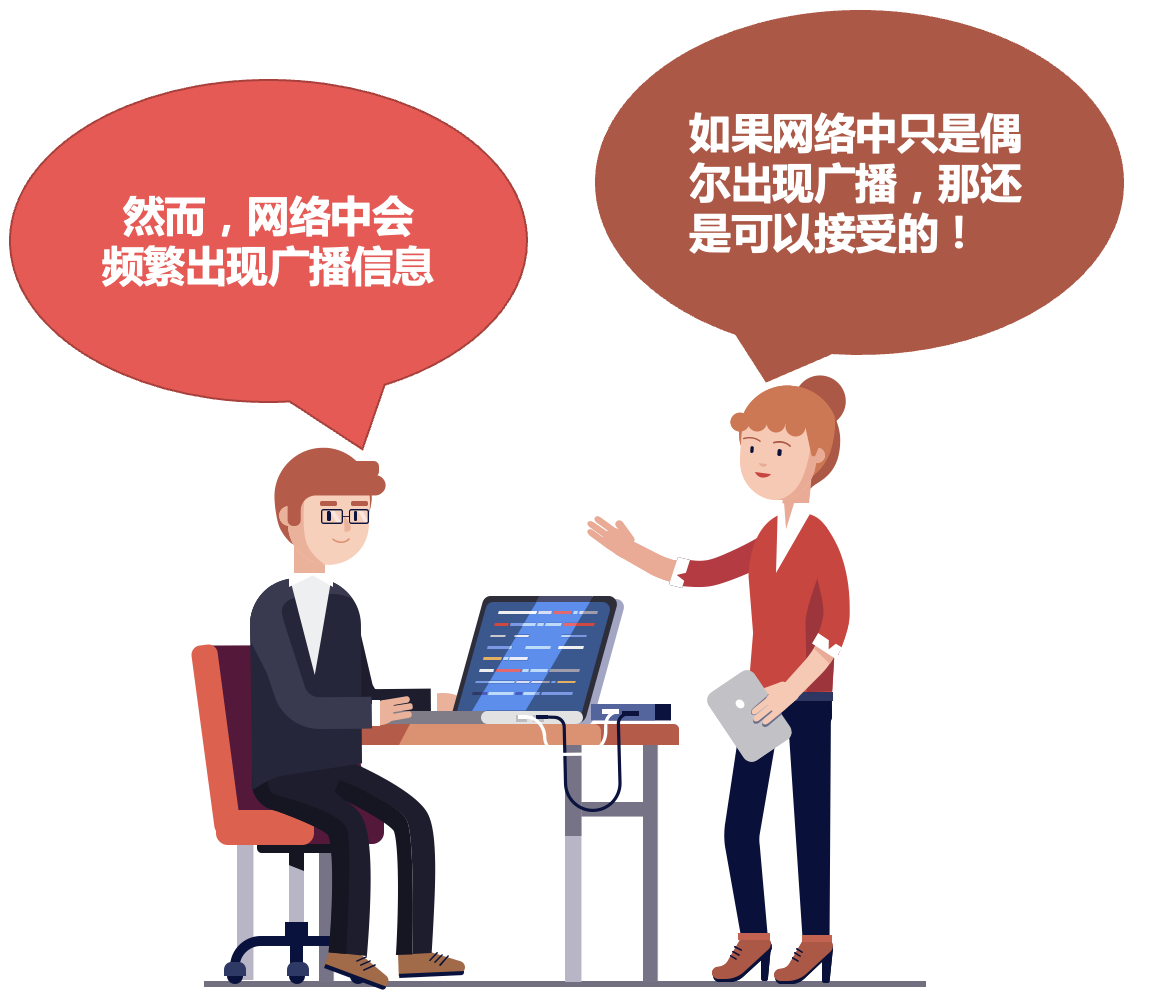 然而，网络中会
频繁出现广播信息
如果网络中只是偶
尔出现广播，那还
是可以接受的！